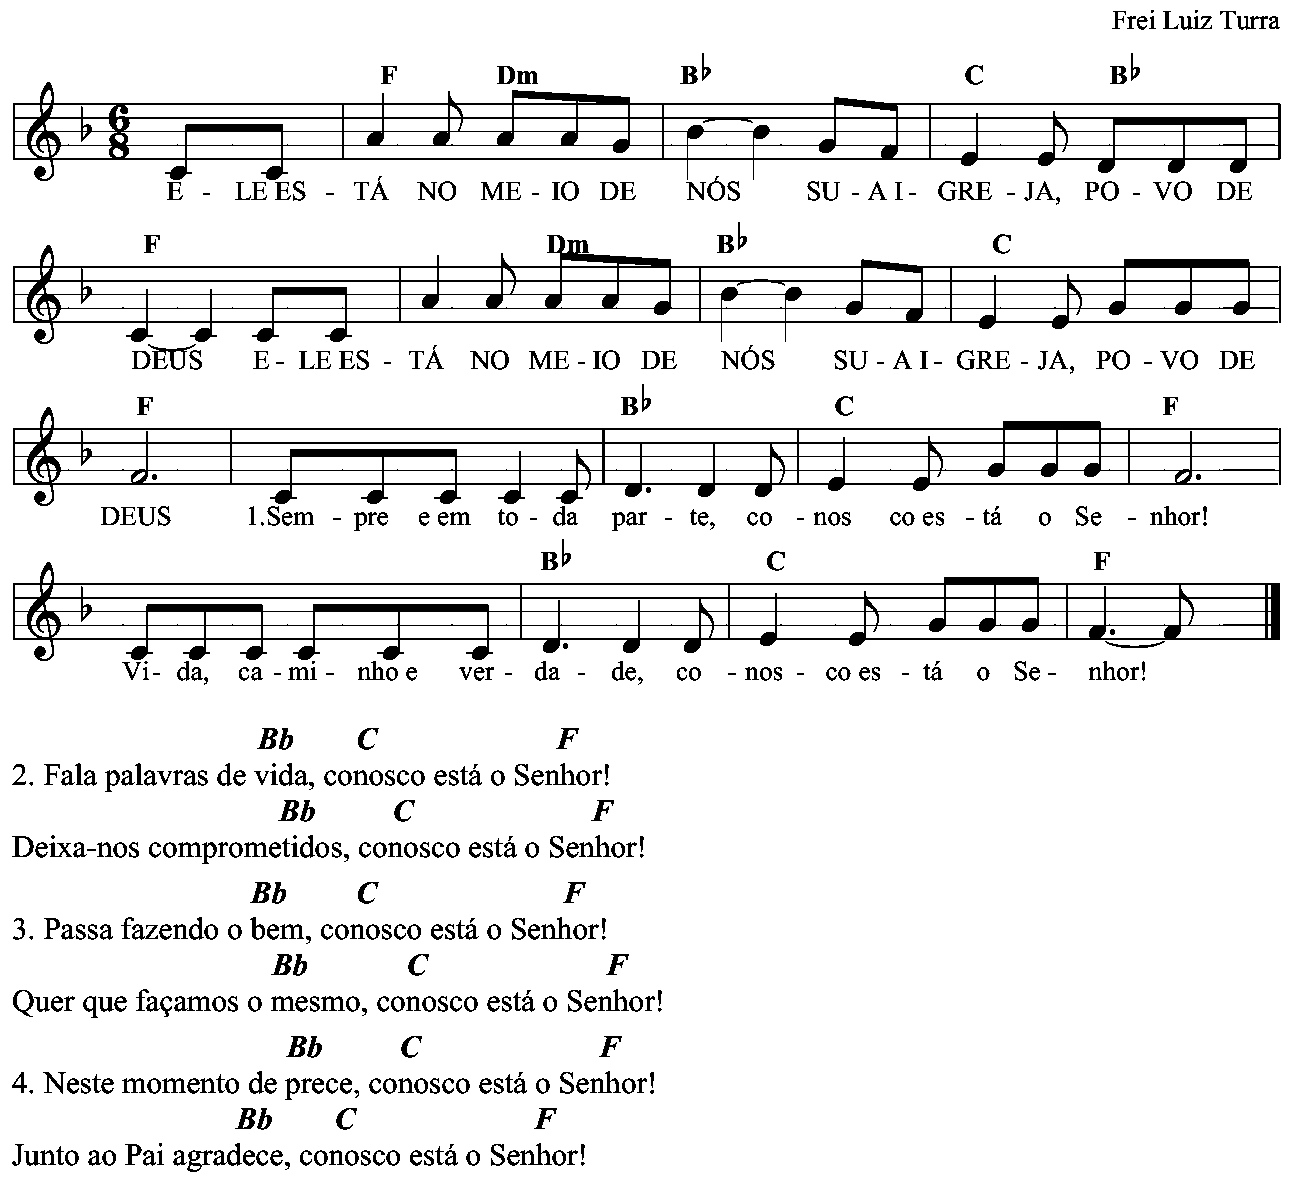 Frei Luiz Turra
F Dm B♭ C B♭
6
8
E - LE ES - TÁ NO ME - IO DE NÓS SU - A I - GRE - JA, PO - VO DE
F Dm B♭ C
DEUS E - LE ES - TÁ NO ME - IO DE NÓS SU - A I - GRE - JA, PO - VO DE
F B♭ C F
DEUS 1.Sem - pre e em to - da par - te, co - nos co es - tá o Se - nhor!
B♭ C F
Vi - da, ca - mi - nho e ver - da - de, co - nos - co es - tá o Se - nhor!
Bb C F
2. Fala palavras de vida, conosco está o Senhor!
Bb C F
Deixa-nos comprometidos, conosco está o Senhor!
Bb C F
3. Passa fazendo o bem, conosco está o Senhor!
Bb C F
Quer que façamos o mesmo, conosco está o Senhor!
Bb C F
4. Neste momento de prece, conosco está o Senhor!
Bb C F
Junto ao Pai agradece, conosco está o Senhor!